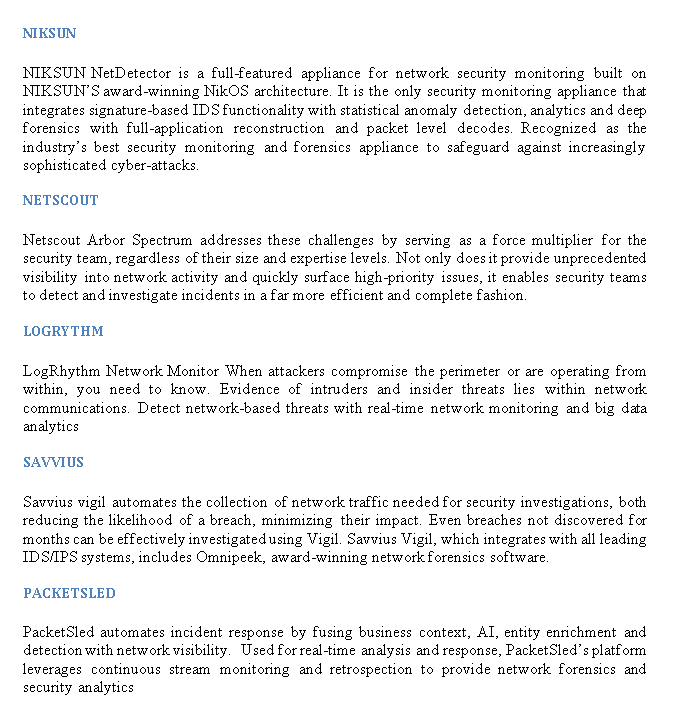 NIKSUN
NIKSUN NetDetector is a full-featured appliance for network security monitoring built on
NIKSUN'S award-winning NikOS architecture. It is the only security monitoring appliance that
integrates signature-based IDS functionality with statistical anomaly detection, analytics and deep
forensics with full-application reconstruction and packet level decodes. Recognized as the
industry's best security monitoring and forensics appliance to safeguard against increasingly
sophisticated cyber-attacks.
NETSCOUT
Netscout Arbor Spectrum addresses these challenges by serving as a force multiplier for the
security team, regardless of their size and expertise levels. Not only does it provide unprecedented
visibility into network activity and quickly surface high-priority issues, it enables security teams
to detect and investigate incidents in a far more efficient and complete fashion.
LOGRYTHM
LogRhythm Network Monitor When attackers compromise the perimeter or are operating from
within, you need to know. Evidence of intruders and insider threats lies within network
communications. Detect network-based threats with real-time network monitoring and big data
analytics
SAVVIUS
Savvius vigil automates the collection of network traffic needed for security investigations, both
reducing the likelihood of a breach, minimizing their impact. Even breaches not discovered for
months can be effectively investigated using Vigil. Savvius Vigil, which integrates with all leading
IDS/IPS systems, includes Omnipeek, award-winning network forensics software.
PACKETSLED
PacketSled automates incident response by fusing business context, AI, entity enrichment and
detection with network visibility. Used for real-time analysis and response, PacketSled's platform
leverages continuous stream monitoring and retrospection to provide network forensics and
security analytics